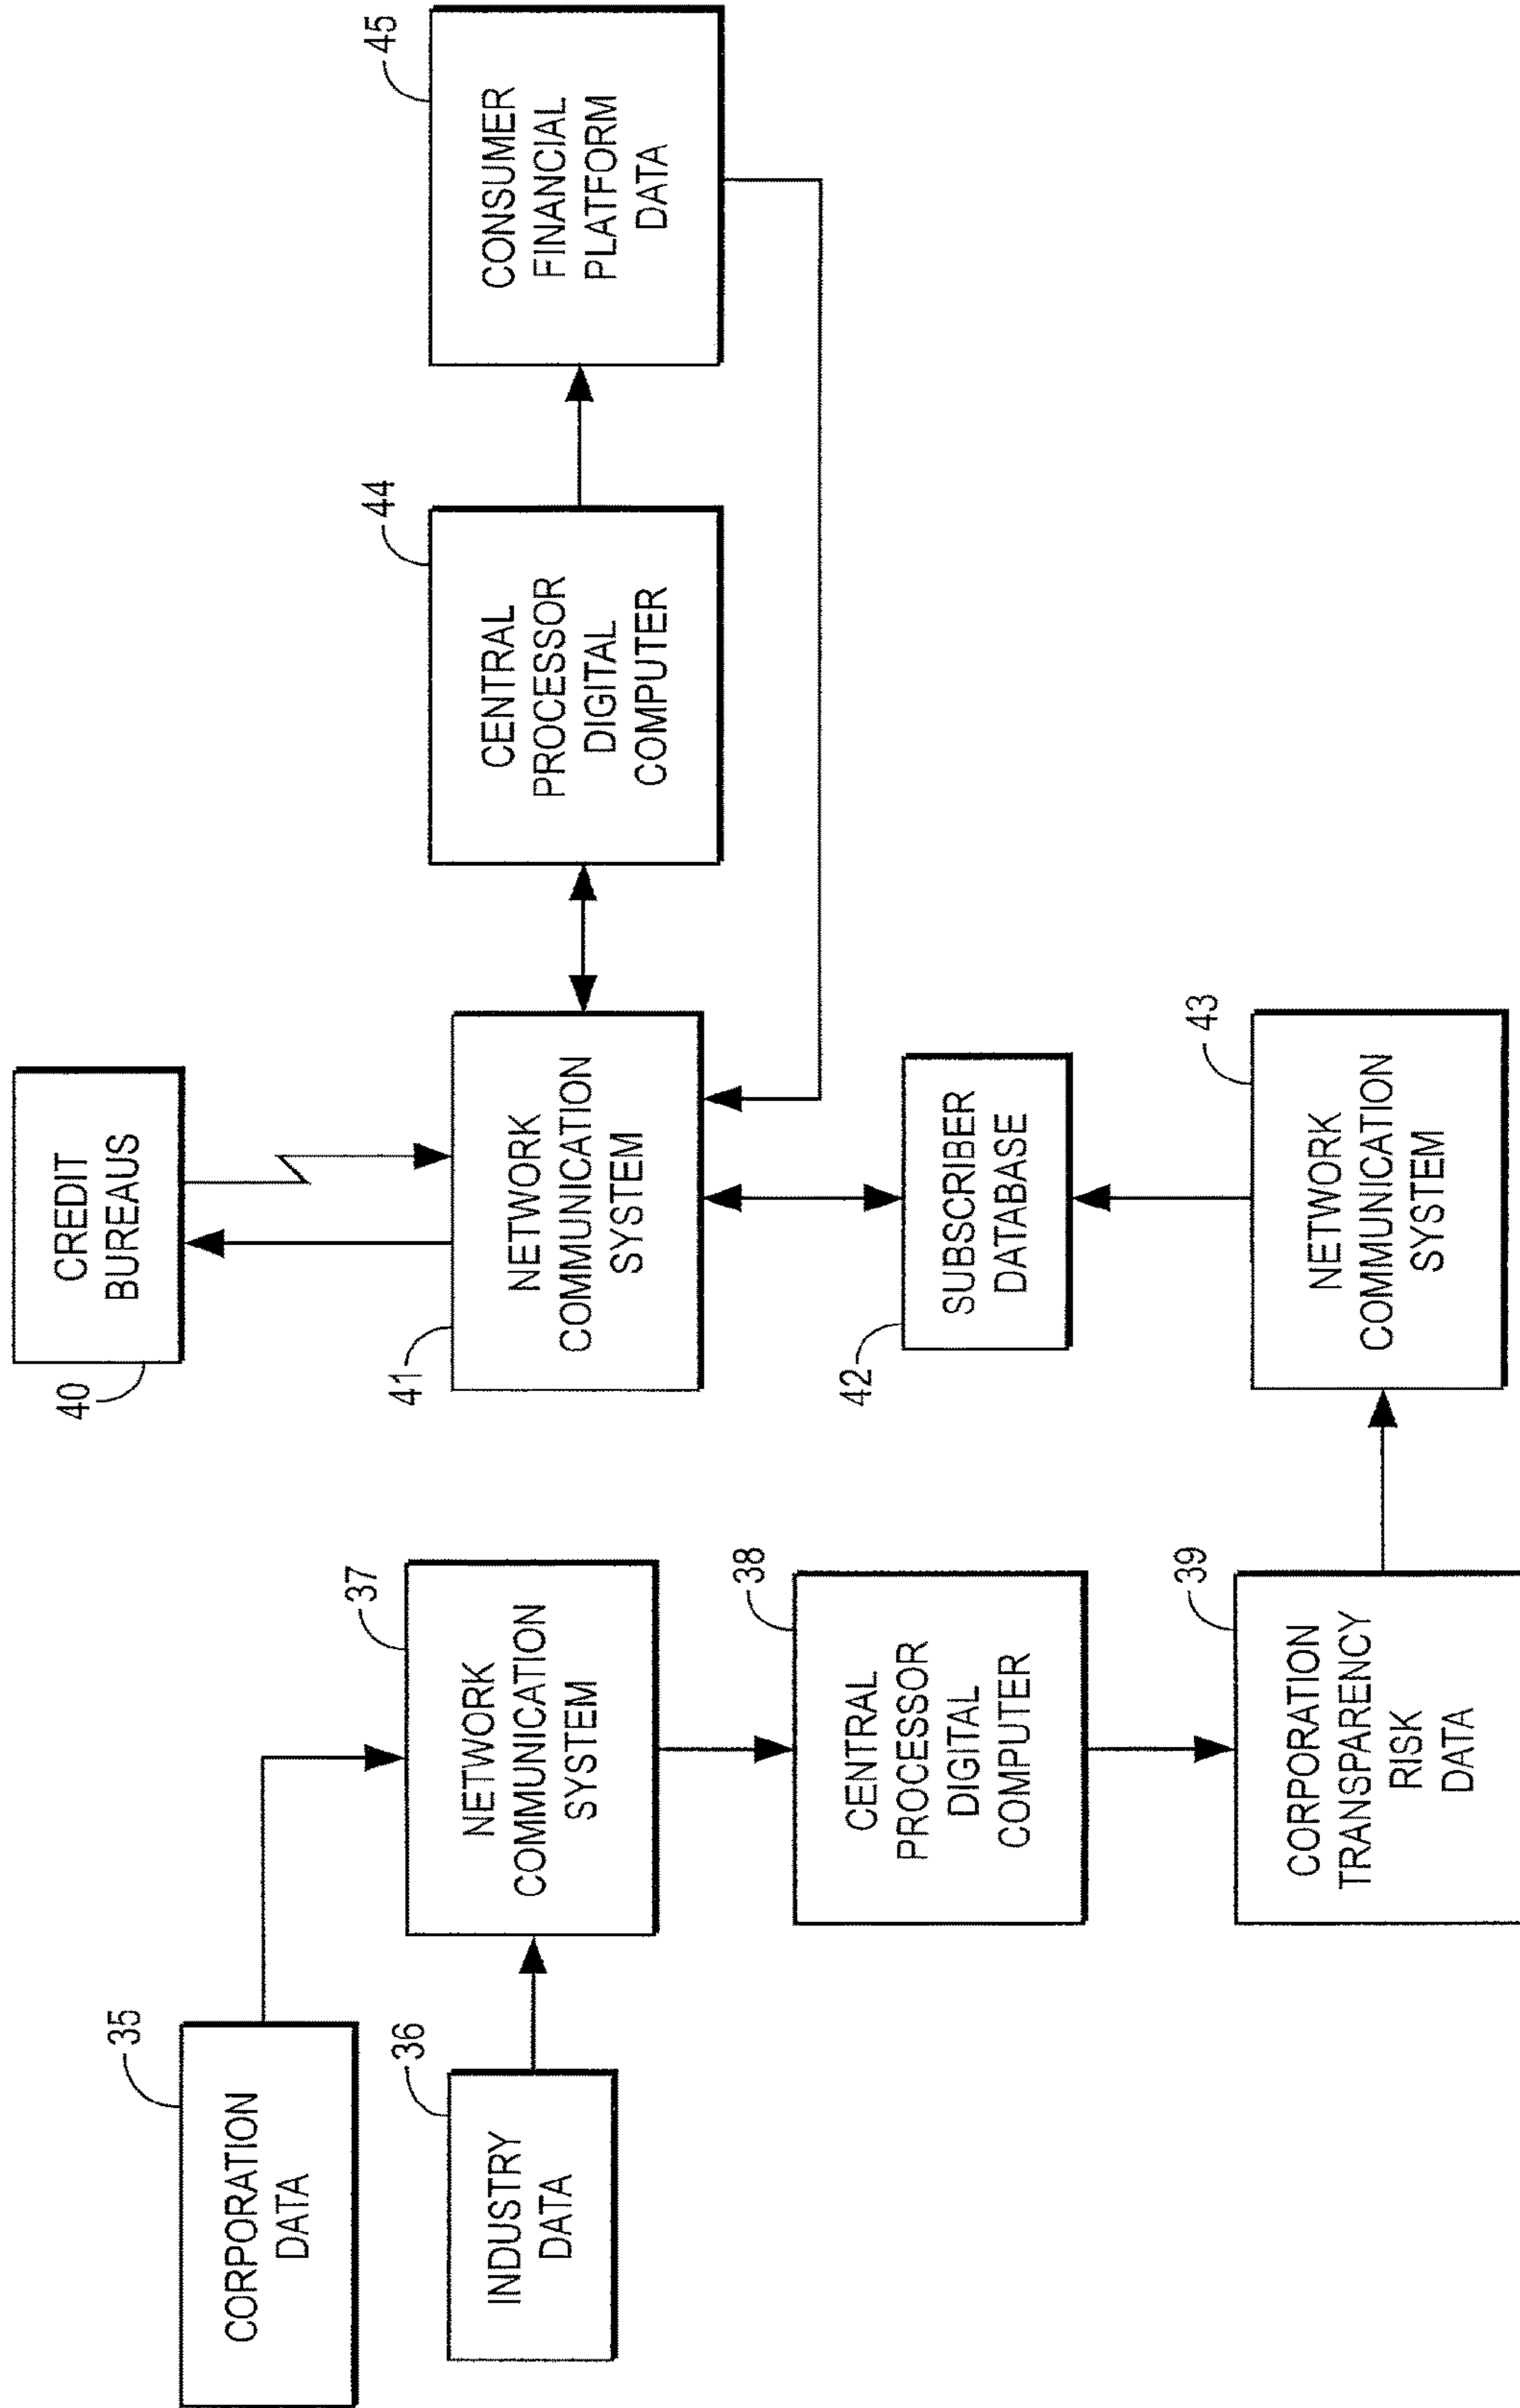 35
CORPORATION
DATA
36
INDUSTRY
DATA
37
NETWORK
COMMUNICATION
SYSTEM
38
CENTRAL
PROCESSOR
DIGITAL
COMPUTER
39
CORPORATION
TRANSPARENCY
RISK
DATA
40
CREDIT
BUREAUS
41
NETWORK
COMMUNICATION
SYSTEM
42
SUBSCRIBER
DATABASE
43
NETWORK
COMMUNICATION
SYSTEM
44
CENTRAL
PROCESSOR
DIGITAL
COMPUTER
45
CONSUMER
FINANCIAL
PLATFORM
DATA